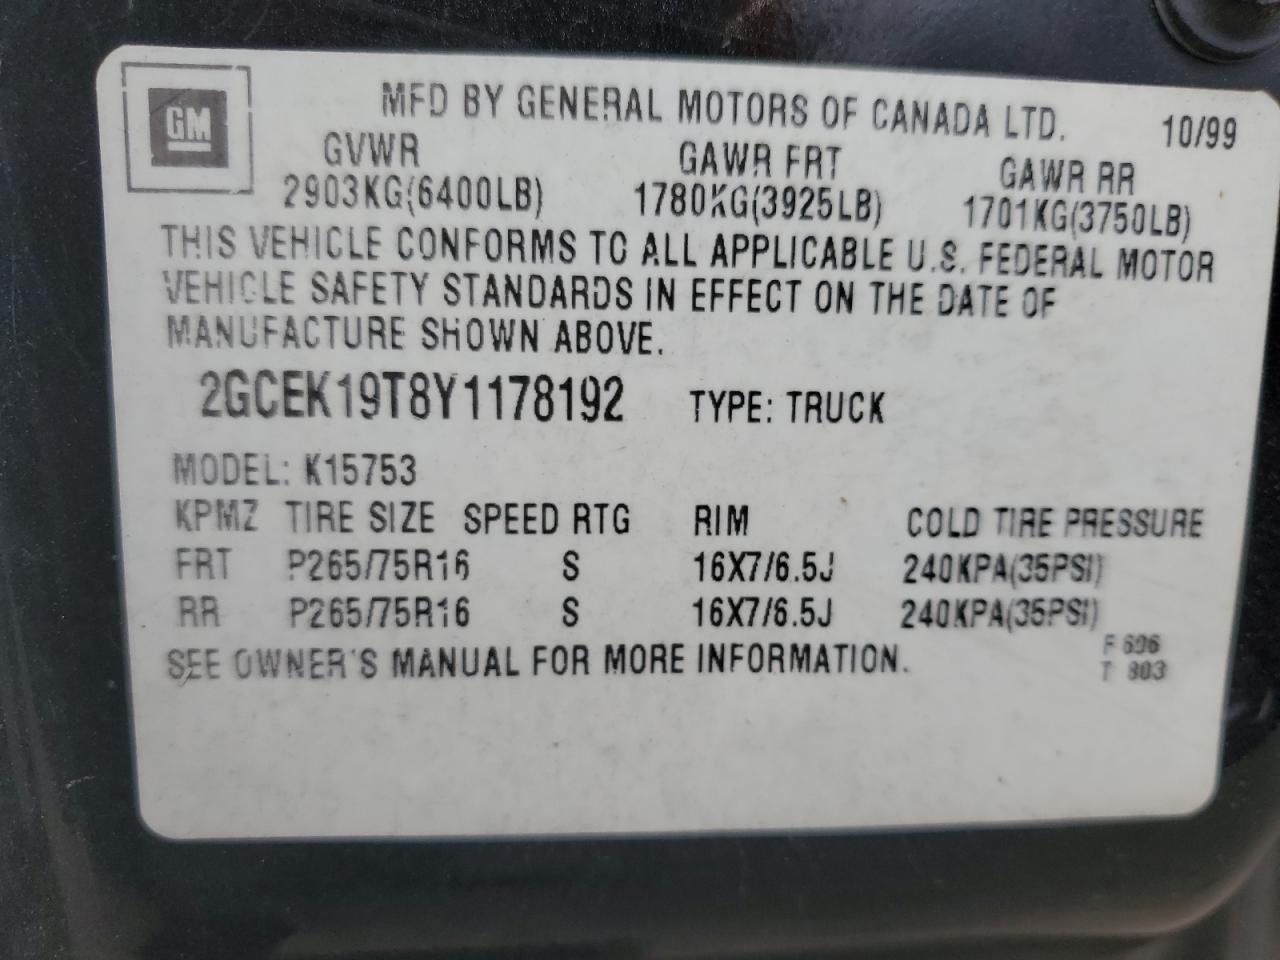 GM
MFD BY GENERAL MOTORS OF CANADA LTD.
10/99
GVWR GAWR FRT GAWR RR
2903KG(6400LB) 1780KG(3925LB) 1701KG(3750LB)
THIS VEHICLE CONFORMS TO ALL APPLICABLE U.S. FEDERAL MOTOR
VEHICLE SAFETY STANDARDS IN EFFECT ON THE DATE OF
MANUFACTURE SHOWN ABOVE.
2GCEK19T8Y1178192 TYPE: TRUCK
MODEL: K15753
KPMZ TIRE SIZE SPEED RTG RIM COLD TIRE PRESSURE
FRT P265/75R16 S 16X7/6.5J 240KPA(35PSI)
RR P265/75R16 S 16X7/6.5J 240KPA(35PSI)
SEE OWNER'S MANUAL FOR MORE INFORMATION.
F 696
T 803